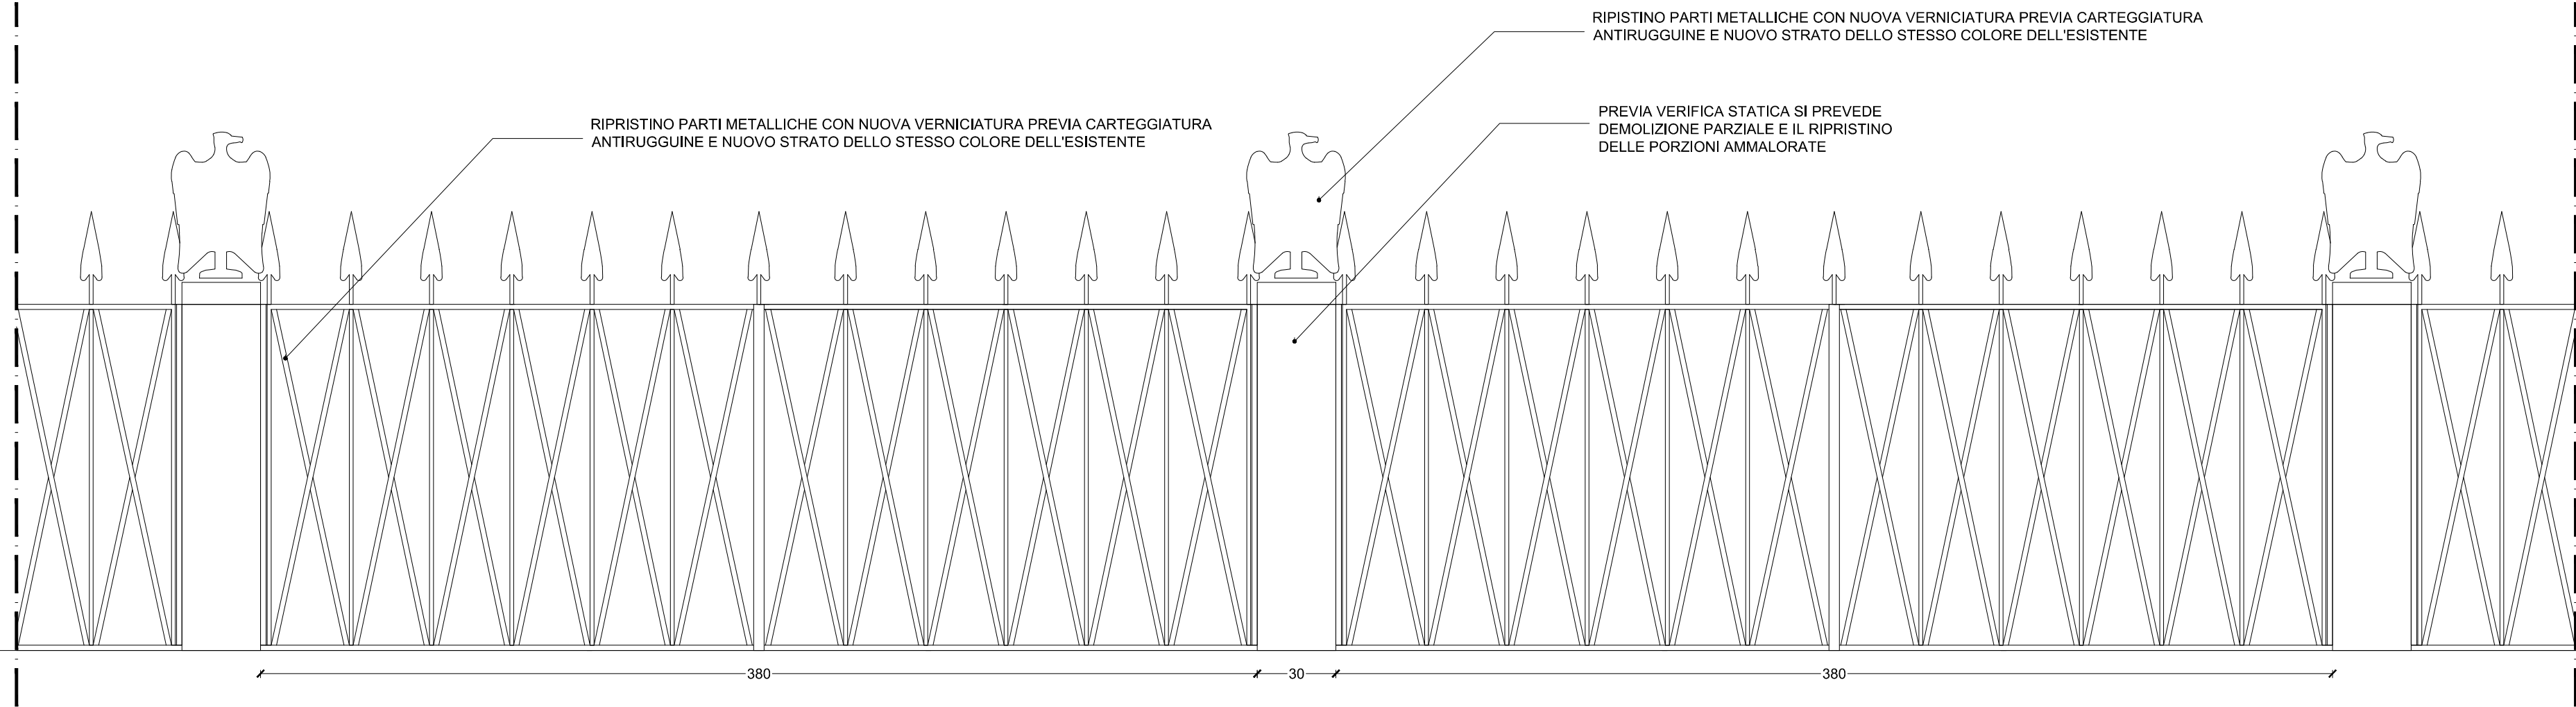 RIPISTINO PARTI METALLICHE CON NUOVA VERNICIATURA PREVIA CARTEGGIATURA
ANTIRUGGUINE E NUOVO STRATO DELLO STESSO COLORE DELL'ESISTENTE
PREVIA VERIFICA STATICA SI PREVEDE
DEMOLIZIONE PARZIALE E IL RIPRISTINO
DELLE PORZIONI AMMALORATE
RIPRISTINO PARTI METALLICHE CON NUOVA VERNICIATURA PREVIA CARTEGGIATURA
ANTIRUGGUINE E NUOVO STRATO DELLO STESSO COLORE DELL'ESISTENTE
380
30
380